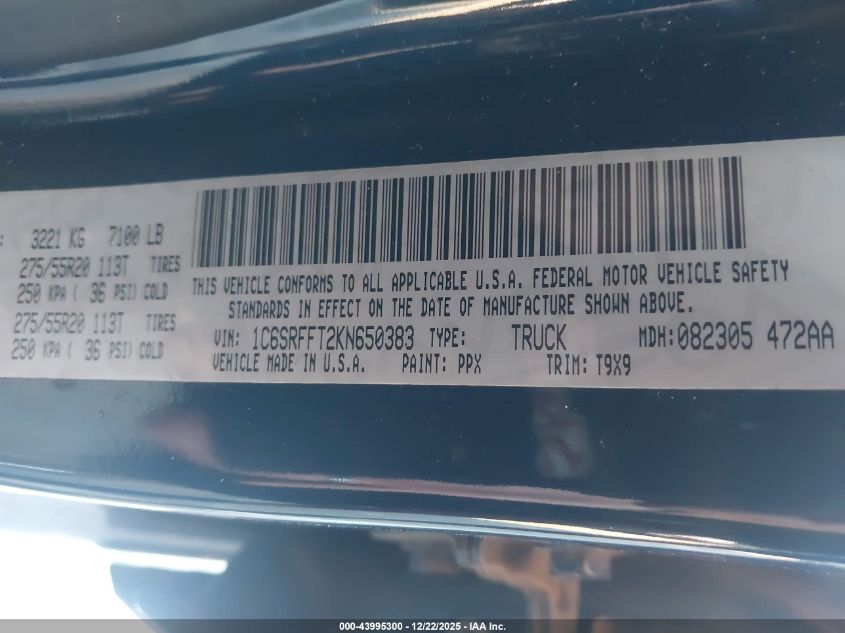 : 3221 KG 7100 LB
275/55R20 113T TIRES
250 KPA ( 36 PSI) COLD
275/55R20 113T TIRES
250 KPA ( 36 PSI) COLD
THIS VEHICLE CONFORMS TO ALL APPLICABLE U.S.A. FEDERAL MOTOR VEHICLE SAFETY
STANDARDS IN EFFECT ON THE DATE OF MANUFACTURE SHOWN ABOVE.
VIN: 1C6SRFFT2KN650383 TYPE: TRUCK MDH:082305 472AA
VEHICLE MADE IN U.S.A. PAINT: PPX TRIM: T9X9
000-43995300 - 12/22/2025 - IAA Inc.